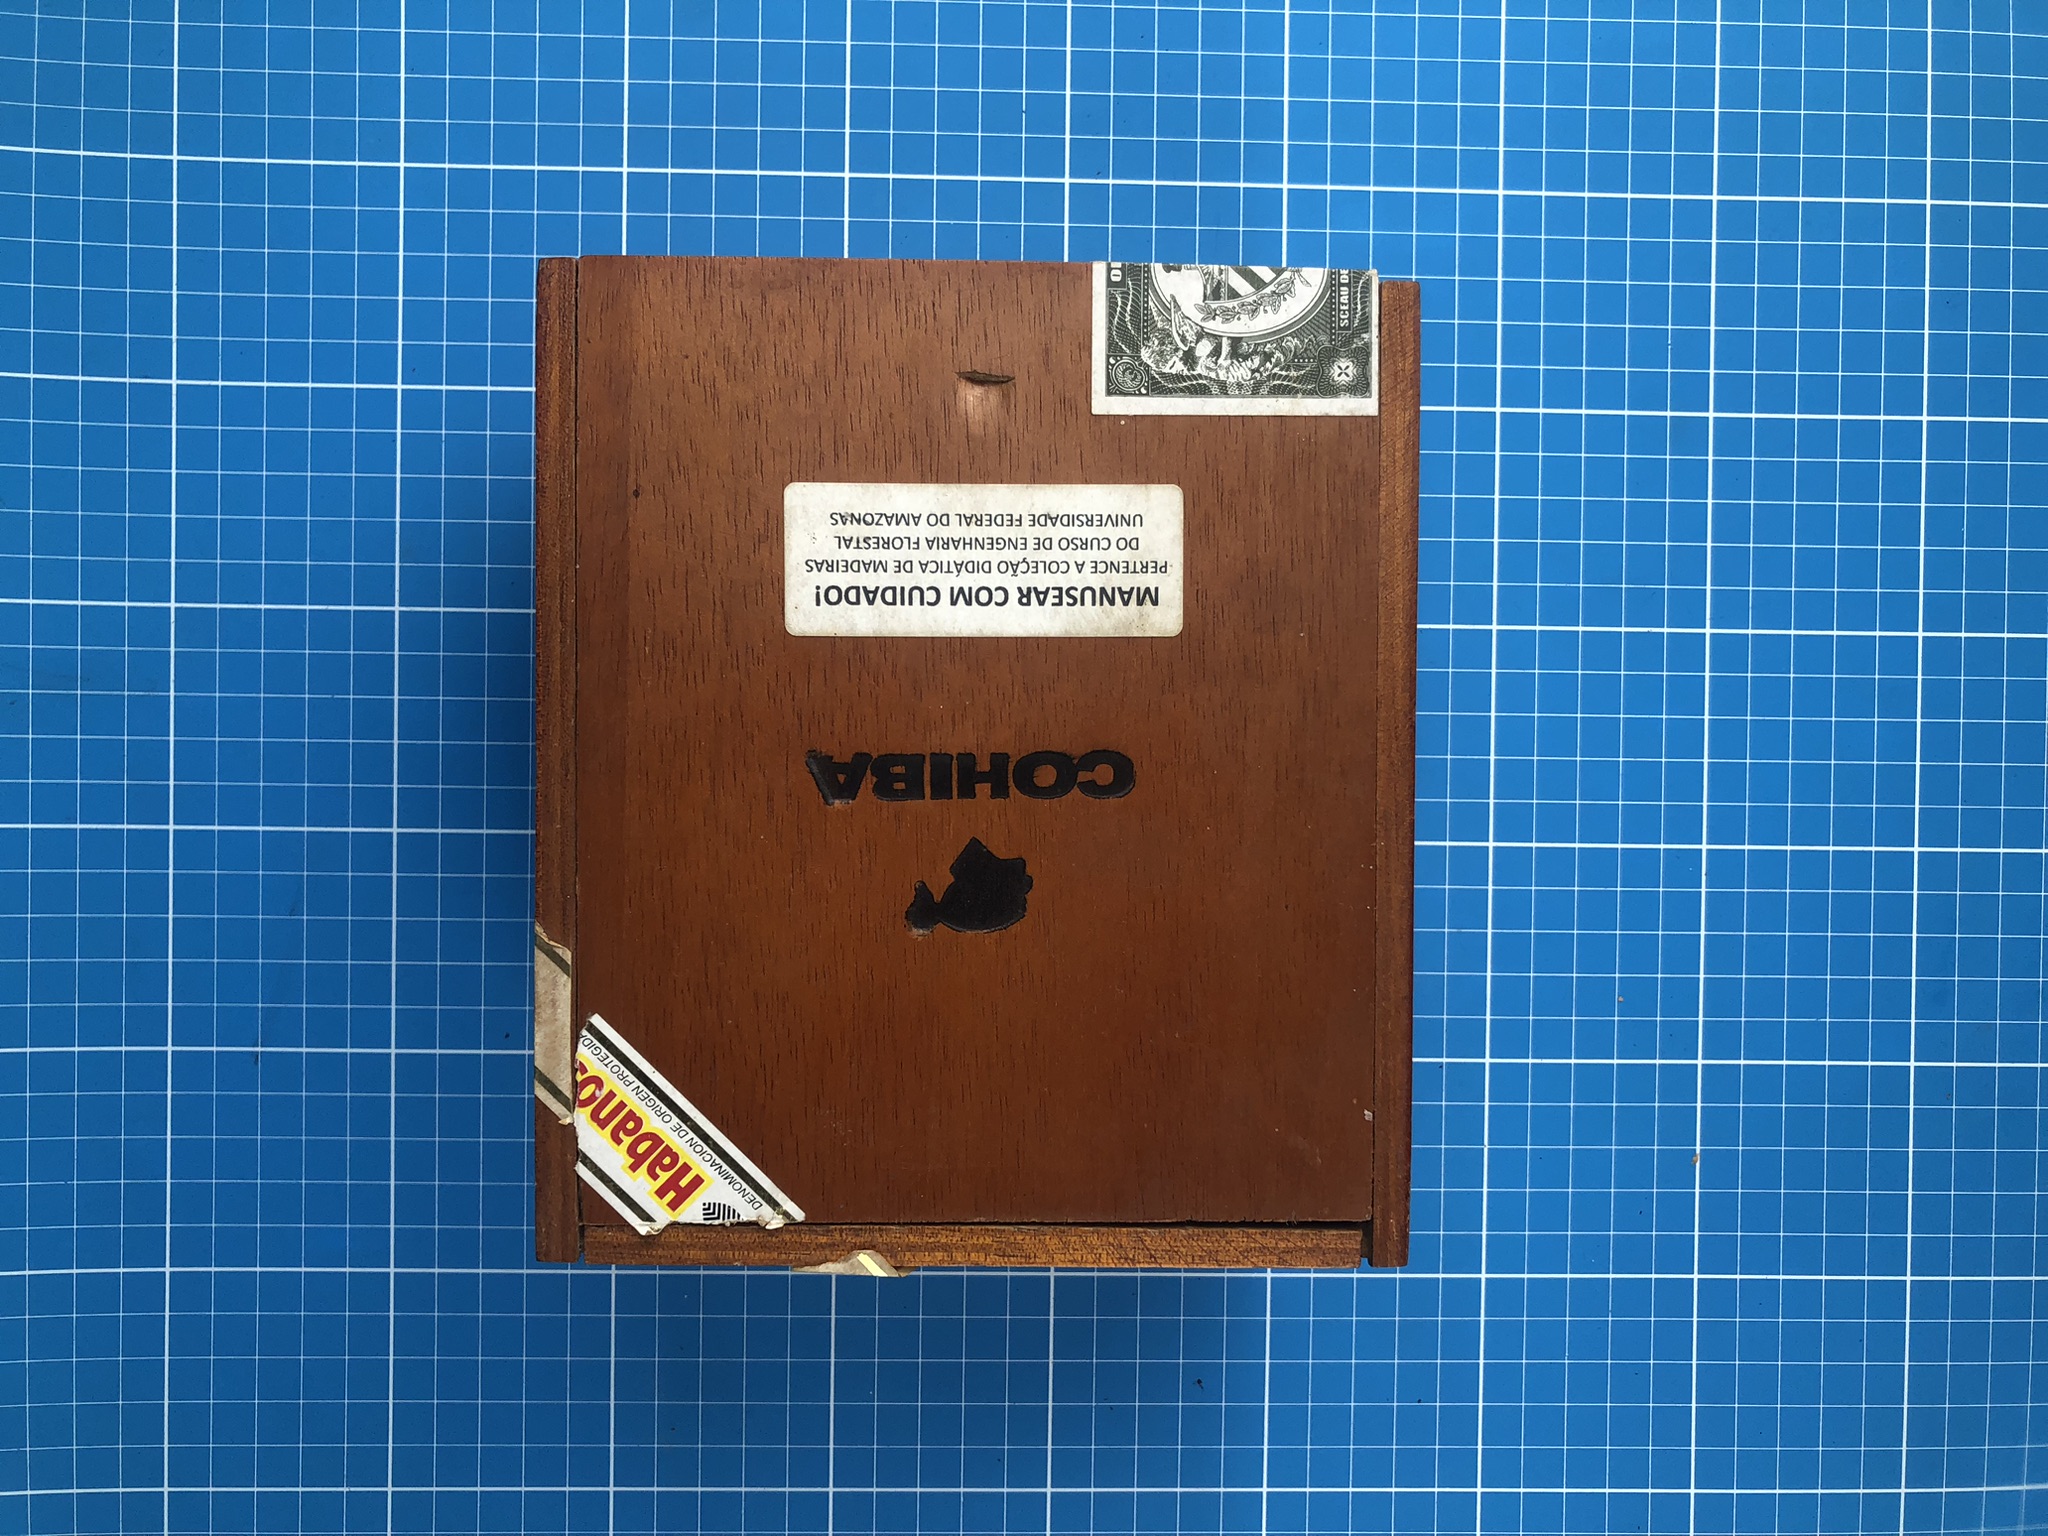 COHIBA
MANUSEAR COM CUIDADO!
PERTENCE A COLEÇÃO DIDÁTICA DE MADEIRAS
DO CURSO DE ENGENHARIA FLORESTAL
UNIVERSIDADE FEDERAL DO AMAZONAS
Habanos
DENOMINACION DE ORIGEN PROTEGIDA
SCEAU